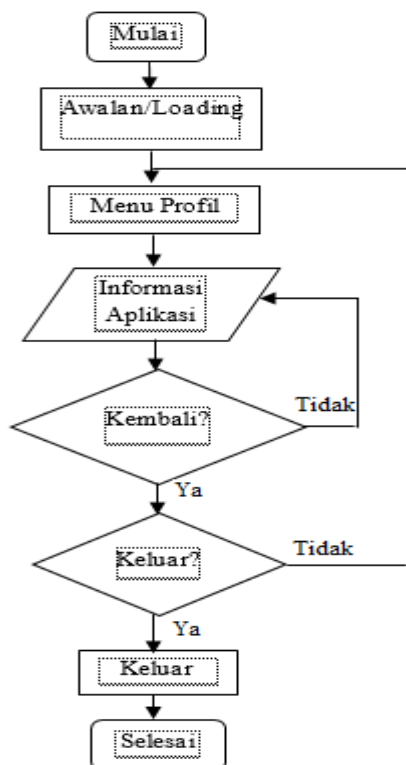 Mulai
Awalan/Loading
Menu Profil
Informasi
Aplikasi
Kembali?
Tidak
Ya
Keluar?
Tidak
Ya
Keluar
Selesai